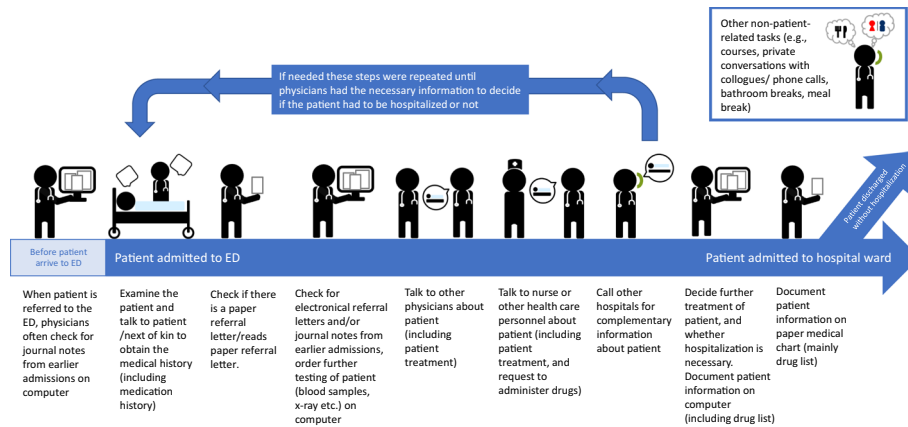 Other non-patient-
related tasks (e.g.,
courses, private
conversations with
collogues/ phone calls,
bathroom breaks, meal
break)
If needed these steps were repeated until
physicians had the necessary information to decide
if the patient had to be hospitalized or not
Patient discharged
without hospitalization
Before patient
arrive to ED
Patient admitted to ED
Patient admitted to hospital ward
When patient is
referred to the
ED, physicians
often check for
journal notes
from earlier
admissions on
computer
Examine the
patient and
talk to patient
/next of kin to
obtain the
medical history
(including
medication
history)
Check if there
is a paper
referral
letter/reads
paper referral
letter.
Check for
electronical referral
letters and/or
journal notes from
earlier admissions,
order further
testing of patient
(blood samples,
x-ray etc.) on
computer
Talk to other
physicians about
patient
(including
patient
treatment)
Talk to nurse or
other health care
personnel about
patient (including
patient
treatment, and
request to
administer drugs)
Call other
hospitals for
complementary
information
about patient
Decide further
treatment of
patient, and
whether
hospitalization is
necessary.
Document patient
information on
computer
(including drug list)
Document
patient
information on
paper medical
chart (mainly
drug list)